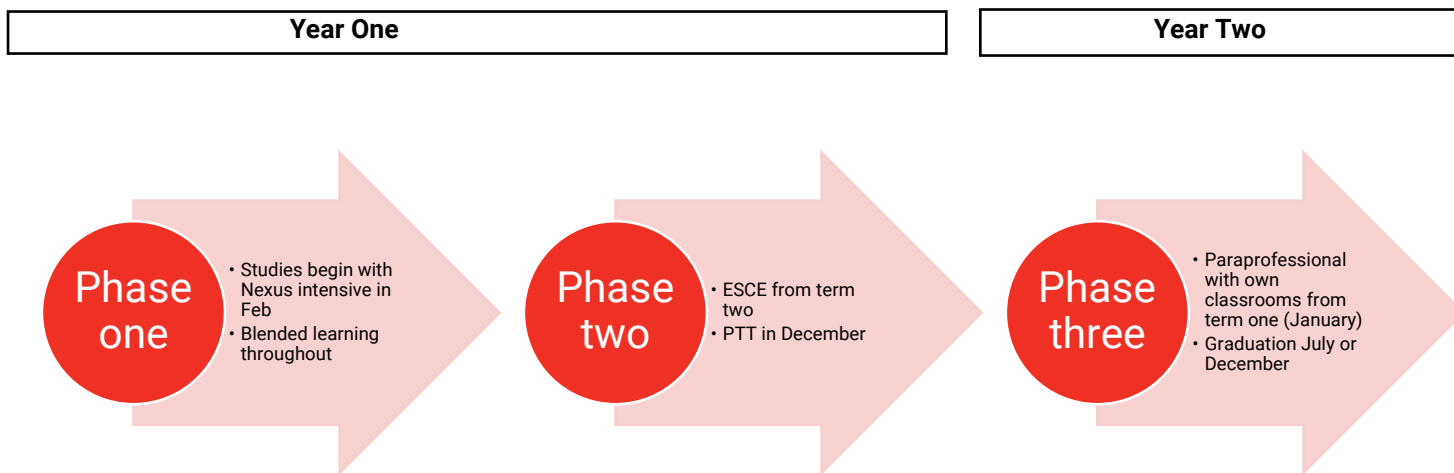 Year One
Year Two
Phase
one
• Studies begin with
Nexus intensive in
Feb
• Blended learning
throughout
Phase
two
• ESCE from term
two
• PTT in December
Phase
three
• Paraprofessional
with own
classrooms from
term one (January)
• Graduation July or
December